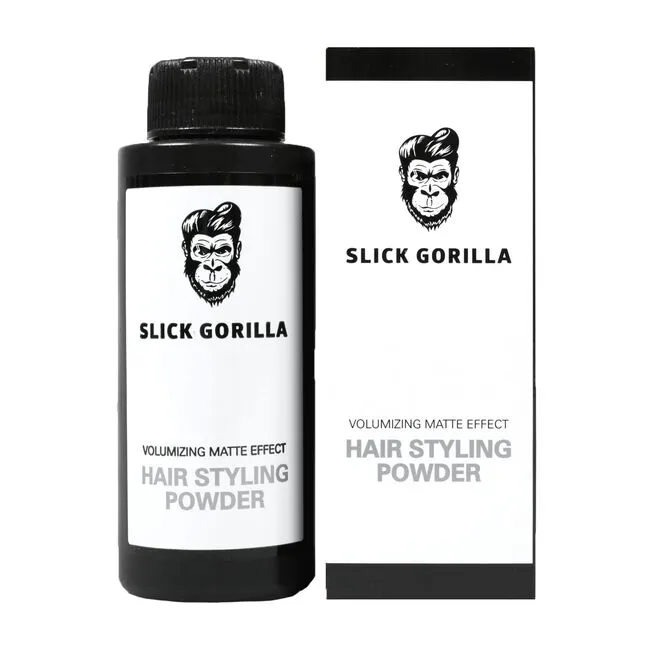 SLICK GORILLA
VOLUMIZING MATTE EFFECT
HAIR STYLING
POWDER
SLICK GORILLA
VOLUMIZING MATTE EFFECT
HAIR STYLING
POWDER